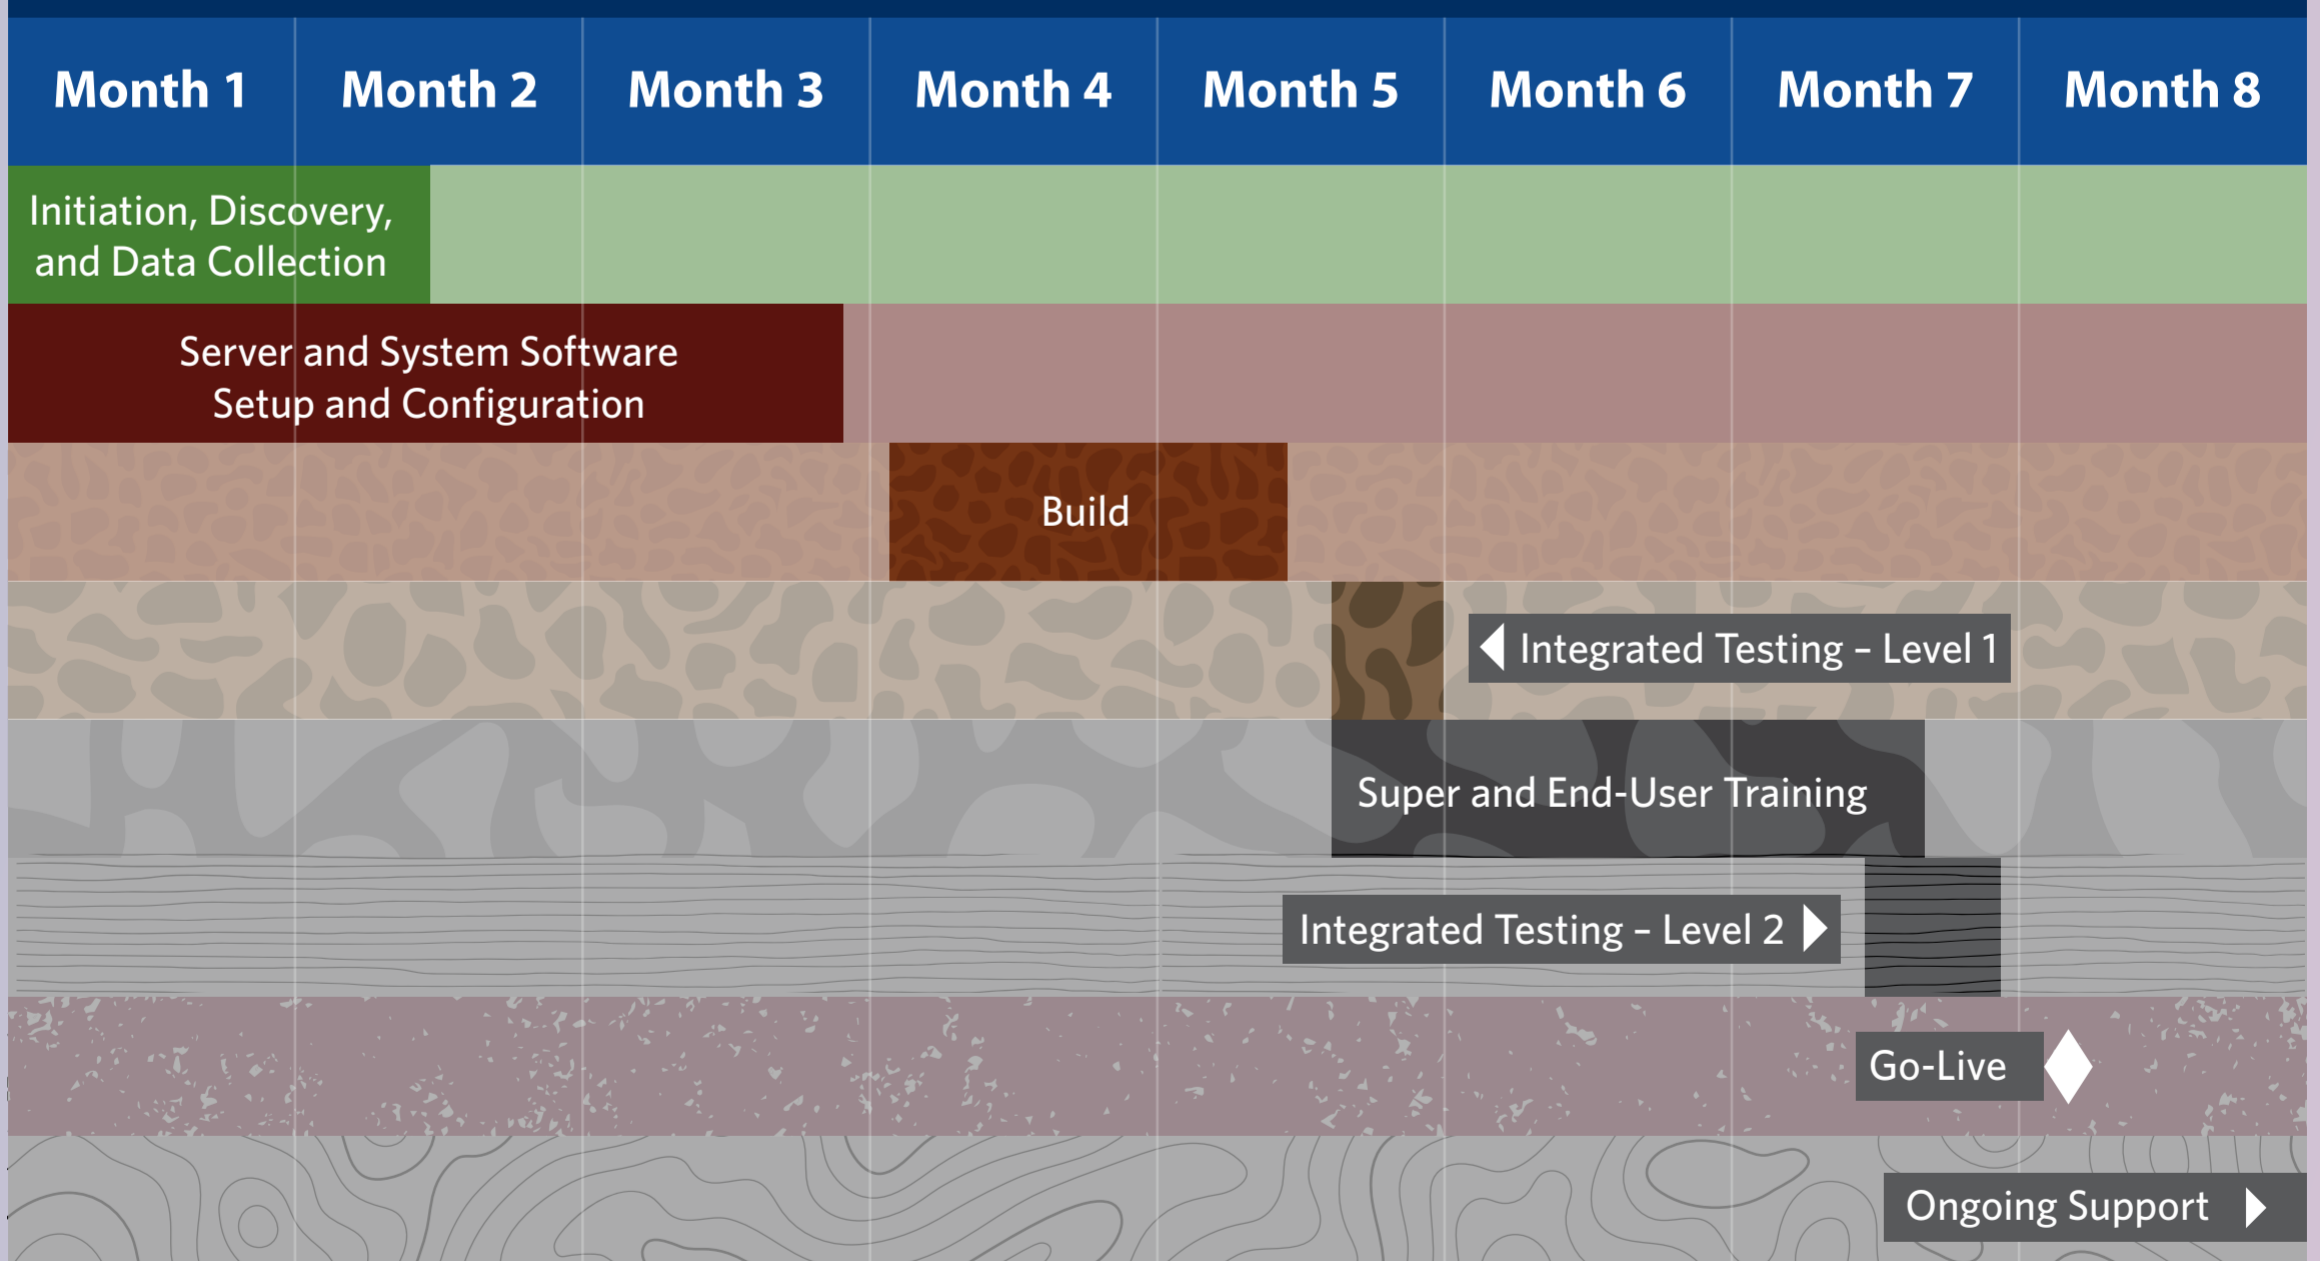 Month 1
Month 2
Month 3
Month 4
Month 5
Month 6
Month 7
Month 8
Initiation, Discovery,
and Data Collection
Server and System Software
Setup and Configuration
Build
Integrated Testing – Level 1
Super and End-User Training
Integrated Testing – Level 2
Go-Live
Ongoing Support